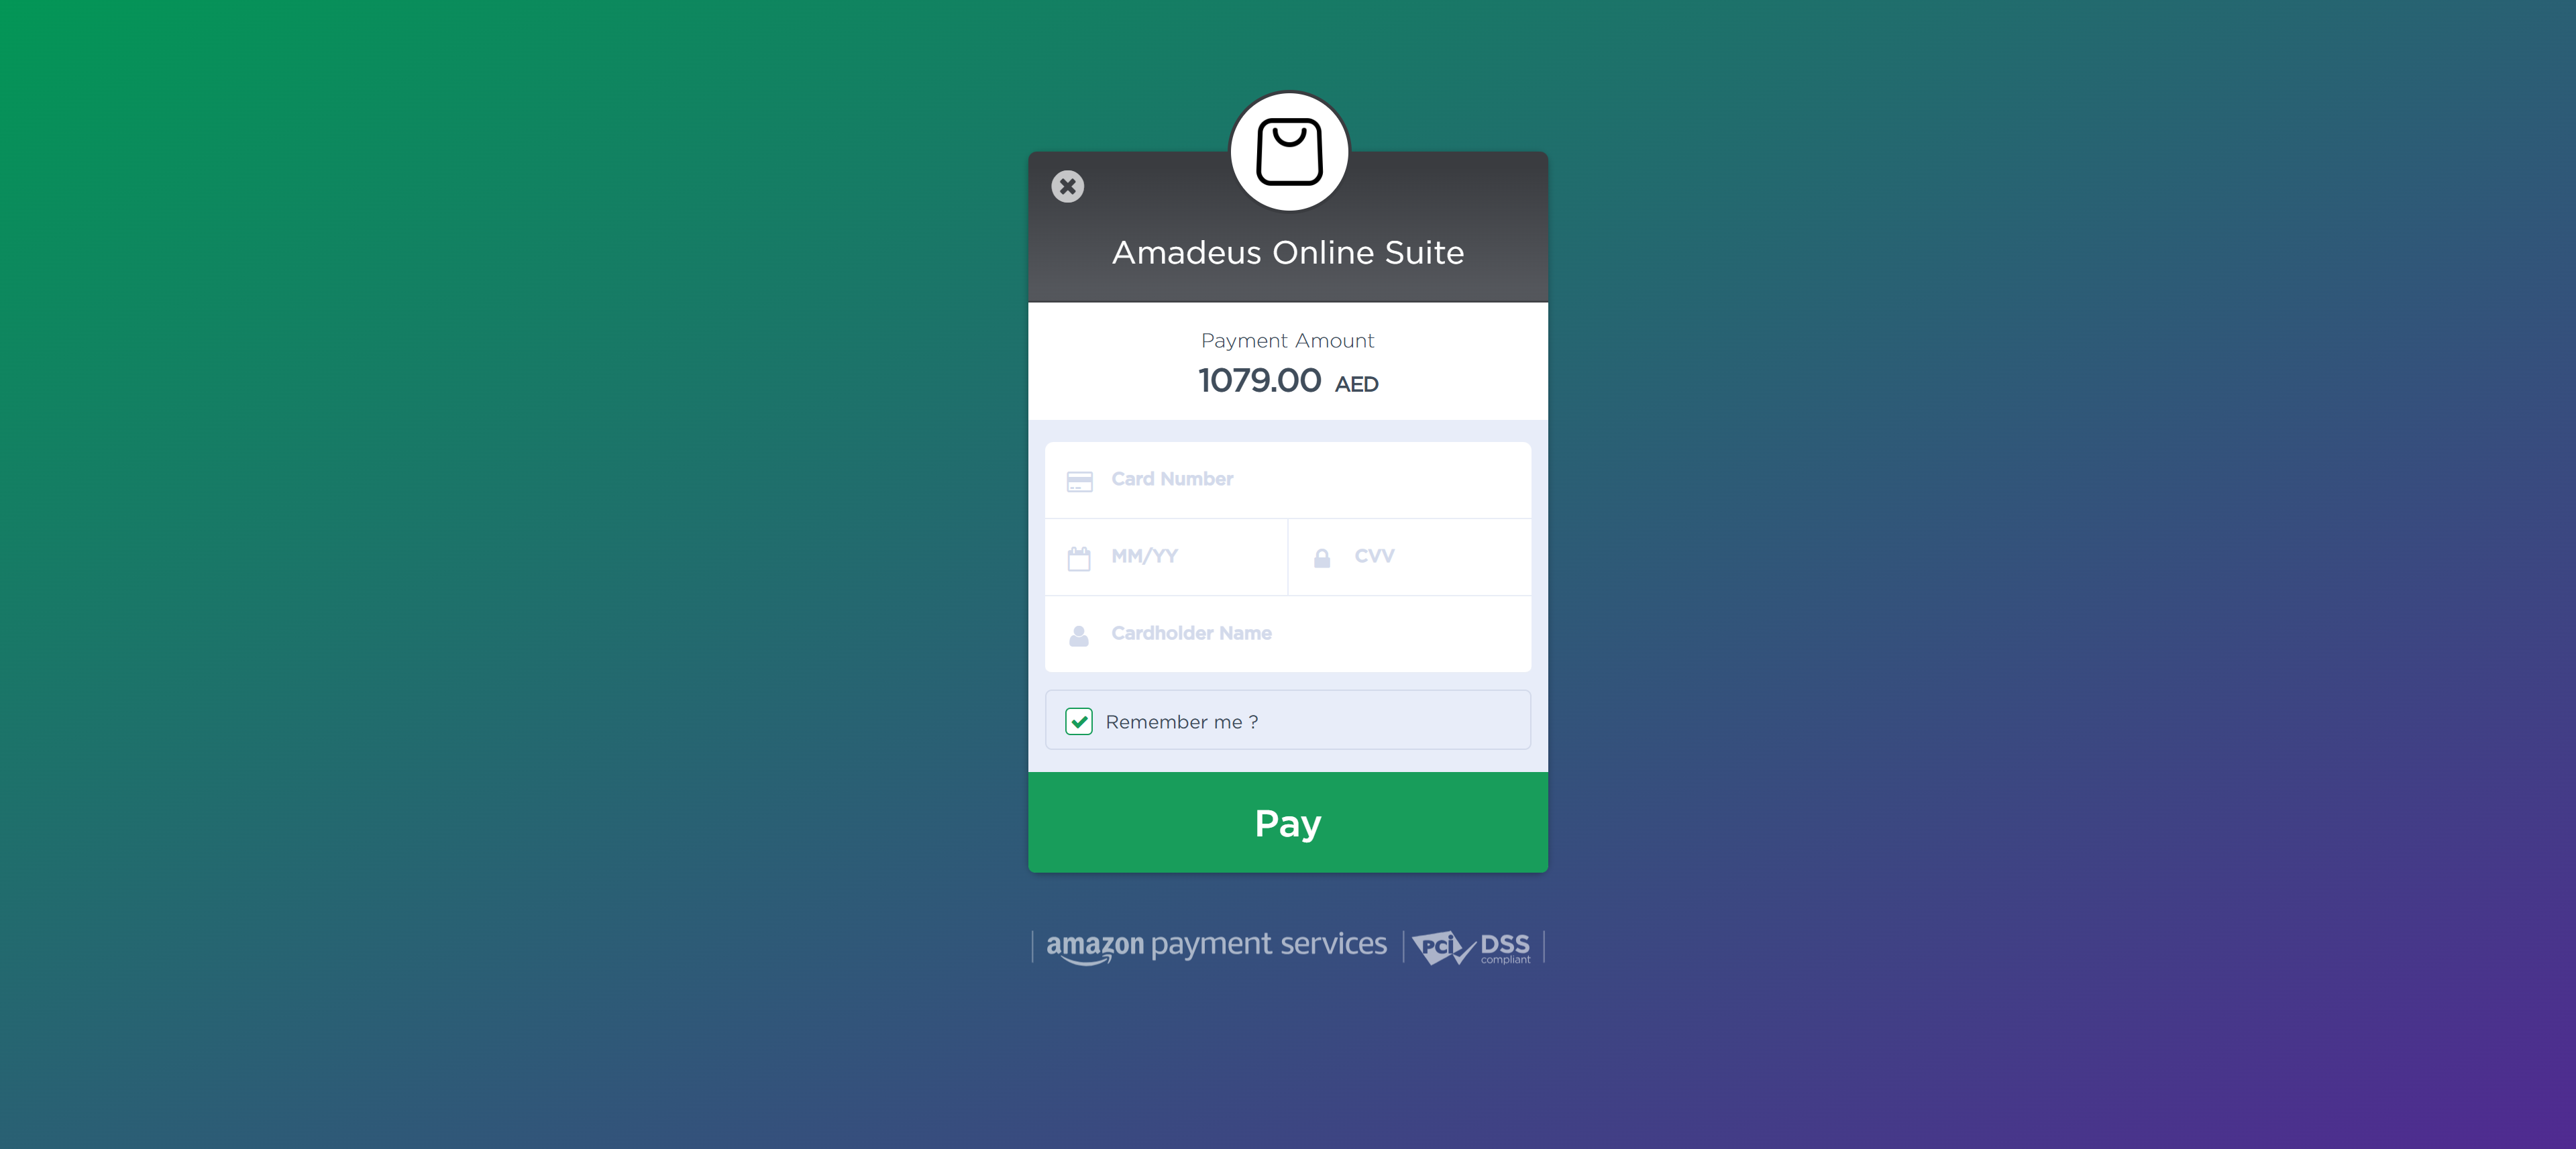 Amadeus Online Suite
Payment Amount
1079.00 AED
Card Number
MM/YY
CVV
Cardholder Name
Remember me ?
Pay
amazon payment services
PCi DSS
compliant